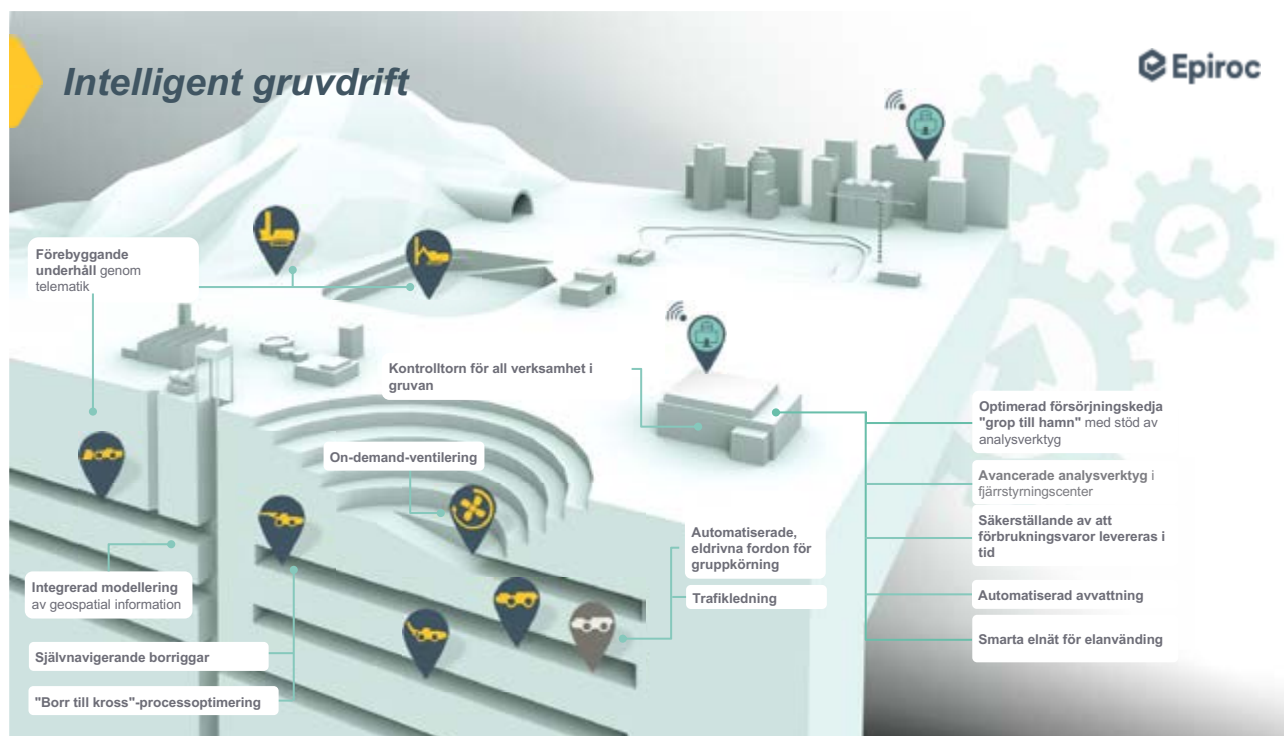 Intelligent gruvdrift
Epiroc
Förebyggande
underhåll genom
telematik
Kontrolltorn för all verksamhet i
gruvan
On-demand-ventilering
Automatiserade,
eldrivna fordon för
gruppkörning
Trafikledning
Integrerad modellering
av geospatial information
Självnavigerande borriggar
"Borr till kross"-processoptimering
Optimerad försörjningskedja
"grop till hamn" med stöd av
analysverktyg
Avancerade analysverktyg i
fjärrstyrningscenter
Säkerställande av att
förbrukningsvaror levereras i
tid
Automatiserad avvattning
Smarta elnät för elanvändning